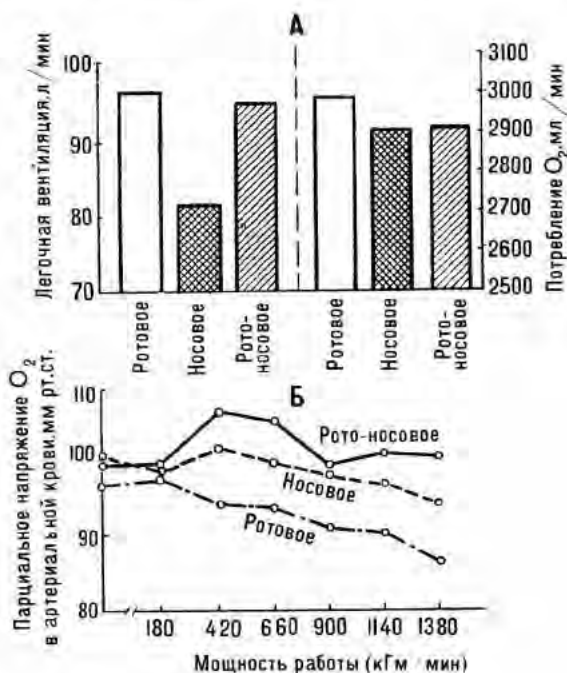 А
Легочная вентиляция, л/мин
100
90
80
70
Ротовое
Носовое
Рото-
носовое
Ротовое
Носовое
Рото-
носовое
3100
3000
2900
2800
2700
2600
2500
Потребление O2, мл/мин
Б
Парциальное напряжение O2
в артериальной крови, мм рт. ст.
110
100
90
80
Рото-носовое
Носовое
Ротовое
180 420 660 900 1140 1380
Мощность работы (кГм/мин)